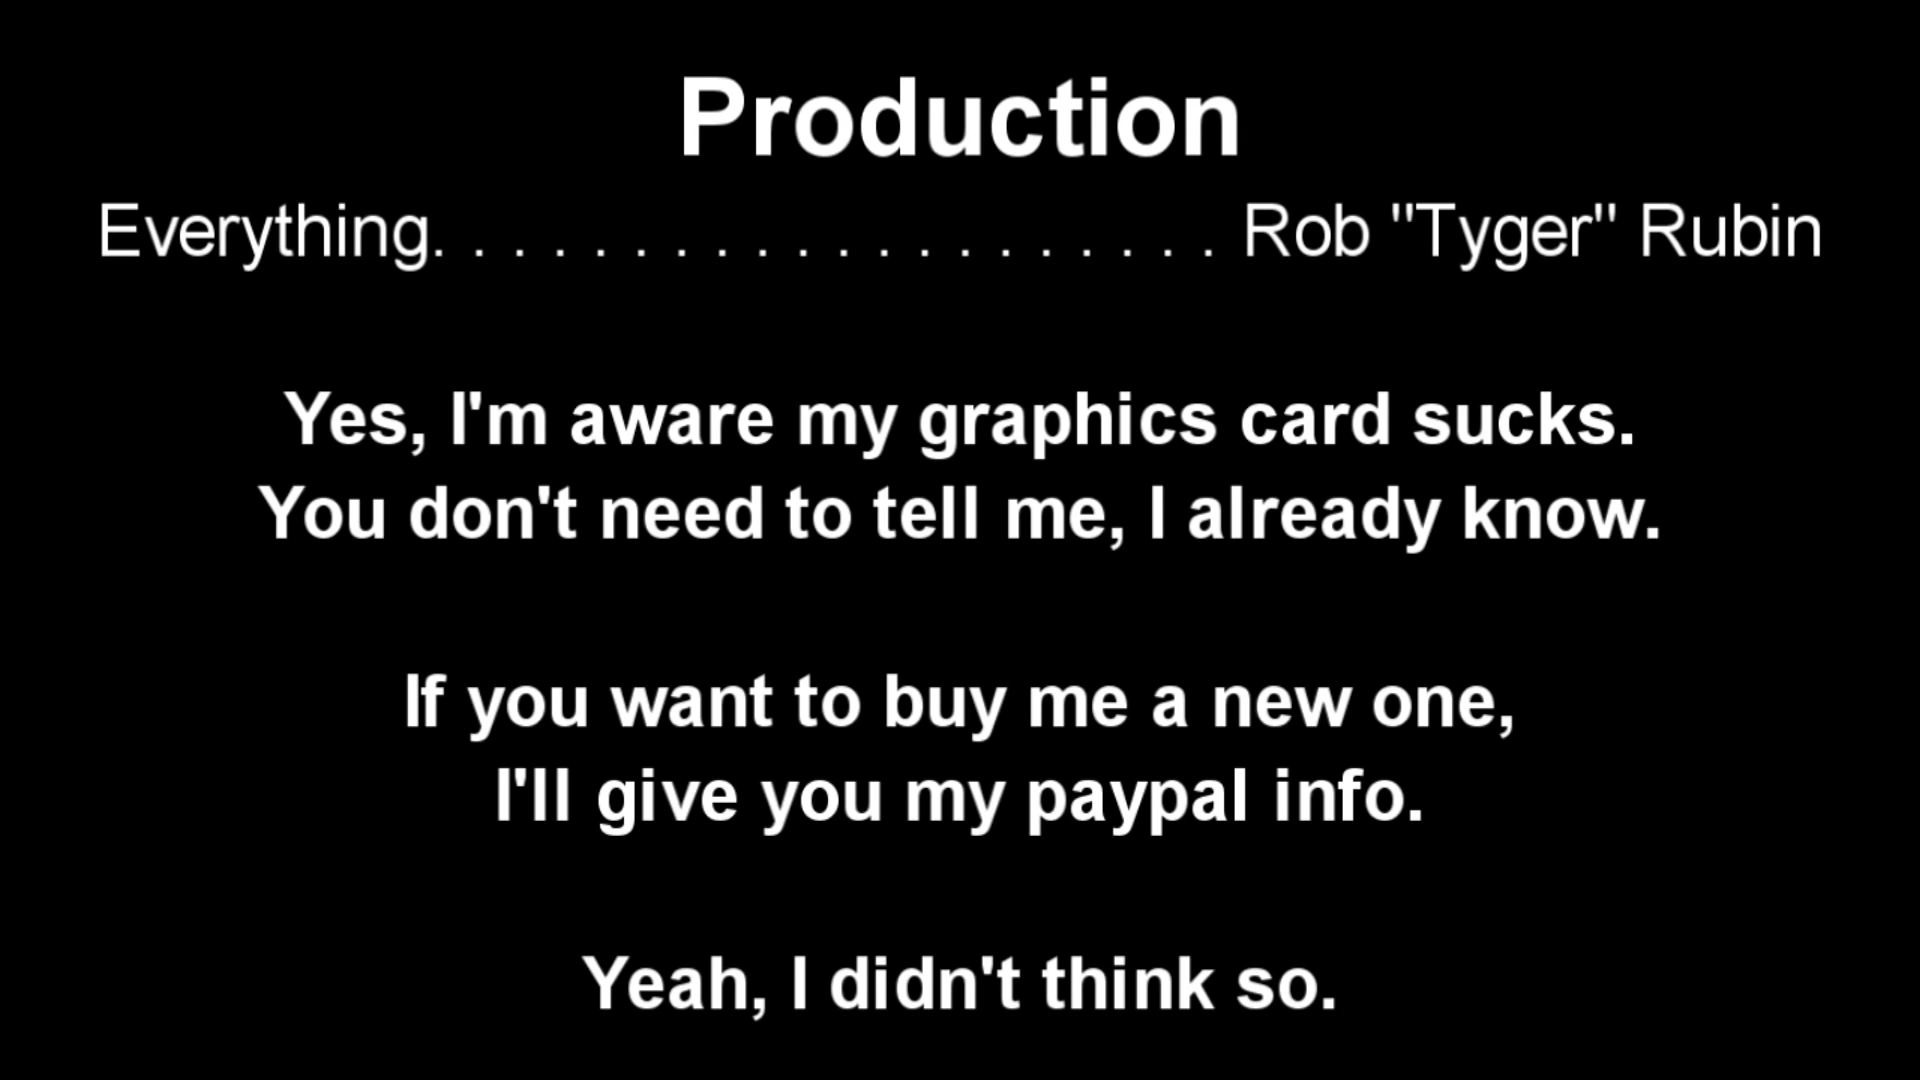 Production
Everything. . . . . . . . . . . . . . . . . . . . Rob "Tyger" Rubin
Yes, I'm aware my graphics card sucks.
You don't need to tell me, I already know.
If you want to buy me a new one,
I'll give you my paypal info.
Yeah, I didn't think so.